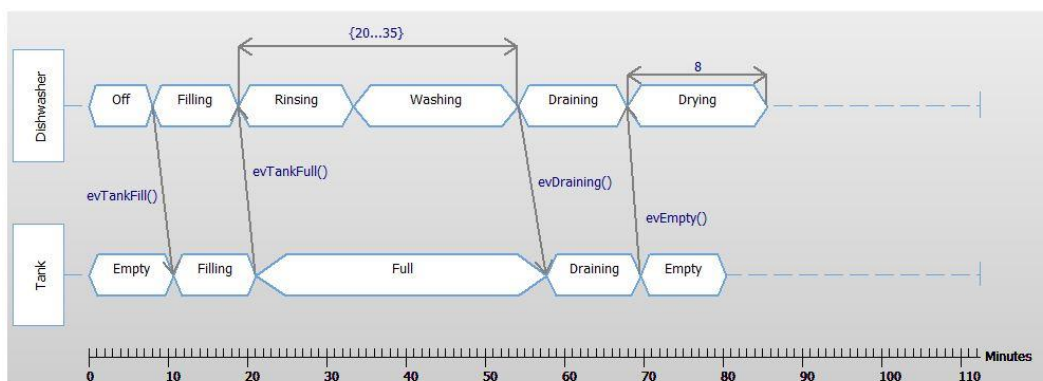 {20...35}
8
Dishwasher
Off
Filling
Rinsing
Washing
Draining
Drying
evTankFill()
evTankFull()
evDraining()
evEmpty()
Tank
Empty
Filling
Full
Draining
Empty
Minutes
0 10 20 30 40 50 60 70 80 90 100 110